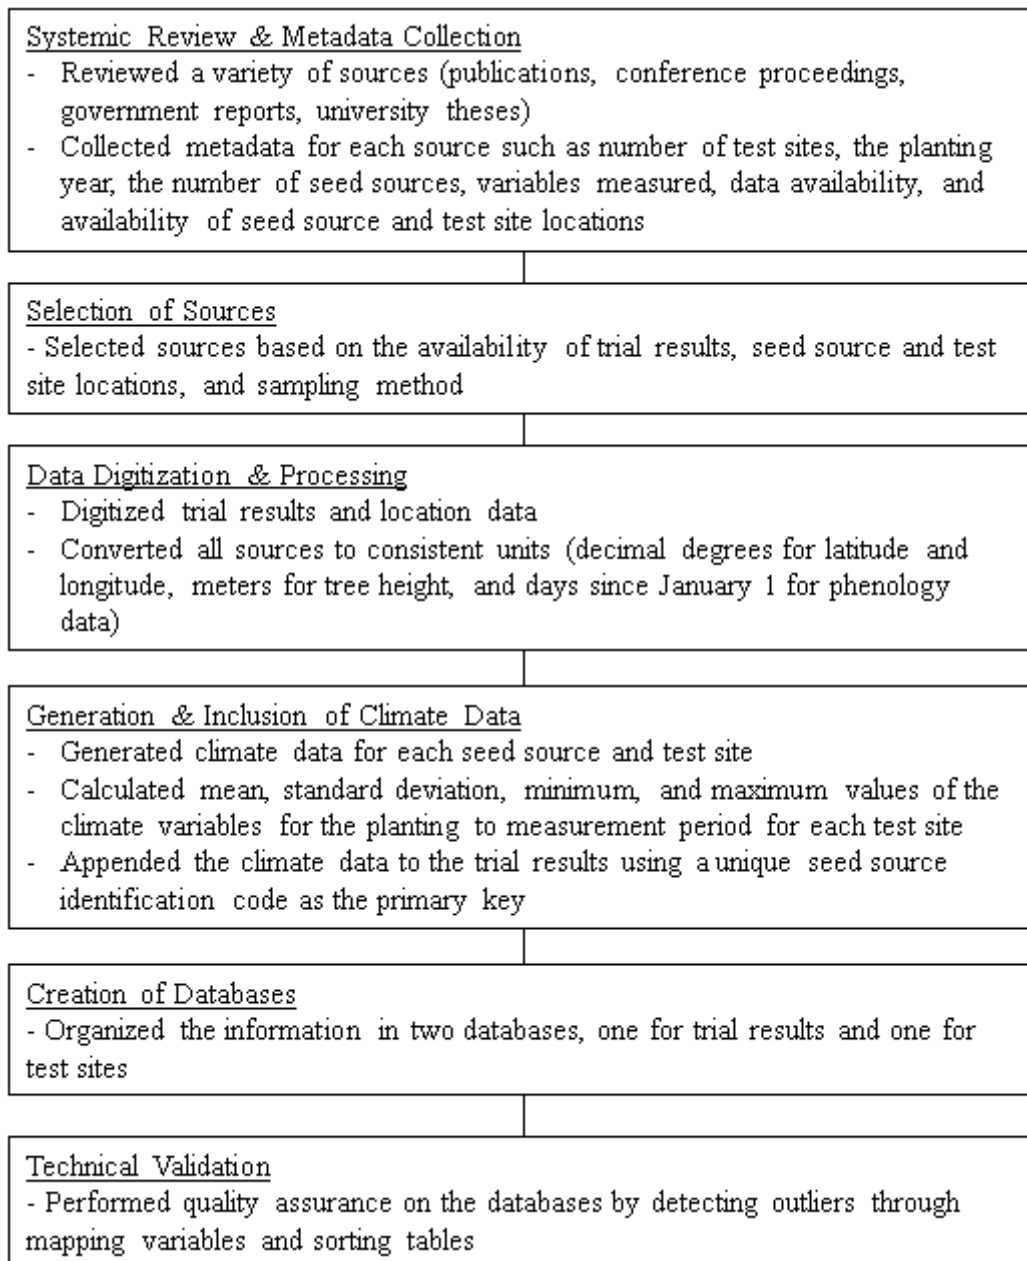 Systemic Review & Metadata Collection
- Reviewed a variety of sources (publications, conference proceedings,
government reports, university theses)
- Collected metadata for each source such as number of test sites, the planting
year, the number of seed sources, variables measured, data availability, and
availability of seed source and test site locations
Selection of Sources
- Selected sources based on the availability of trial results, seed source and test
site locations, and sampling method
Data Digitization & Processing
- Digitized trial results and location data
- Converted all sources to consistent units (decimal degrees for latitude and
longitude, meters for tree height, and days since January 1 for phenology
data)
Generation & Inclusion of Climate Data
- Generated climate data for each seed source and test site
- Calculated mean, standard deviation, minimum, and maximum values of the
climate variables for the planting to measurement period for each test site
- Appended the climate data to the trial results using a unique seed source
identification code as the primary key
Creation of Databases
- Organized the information in two databases, one for trial results and one for
test sites
Technical Validation
- Performed quality assurance on the databases by detecting outliers through
mapping variables and sorting tables